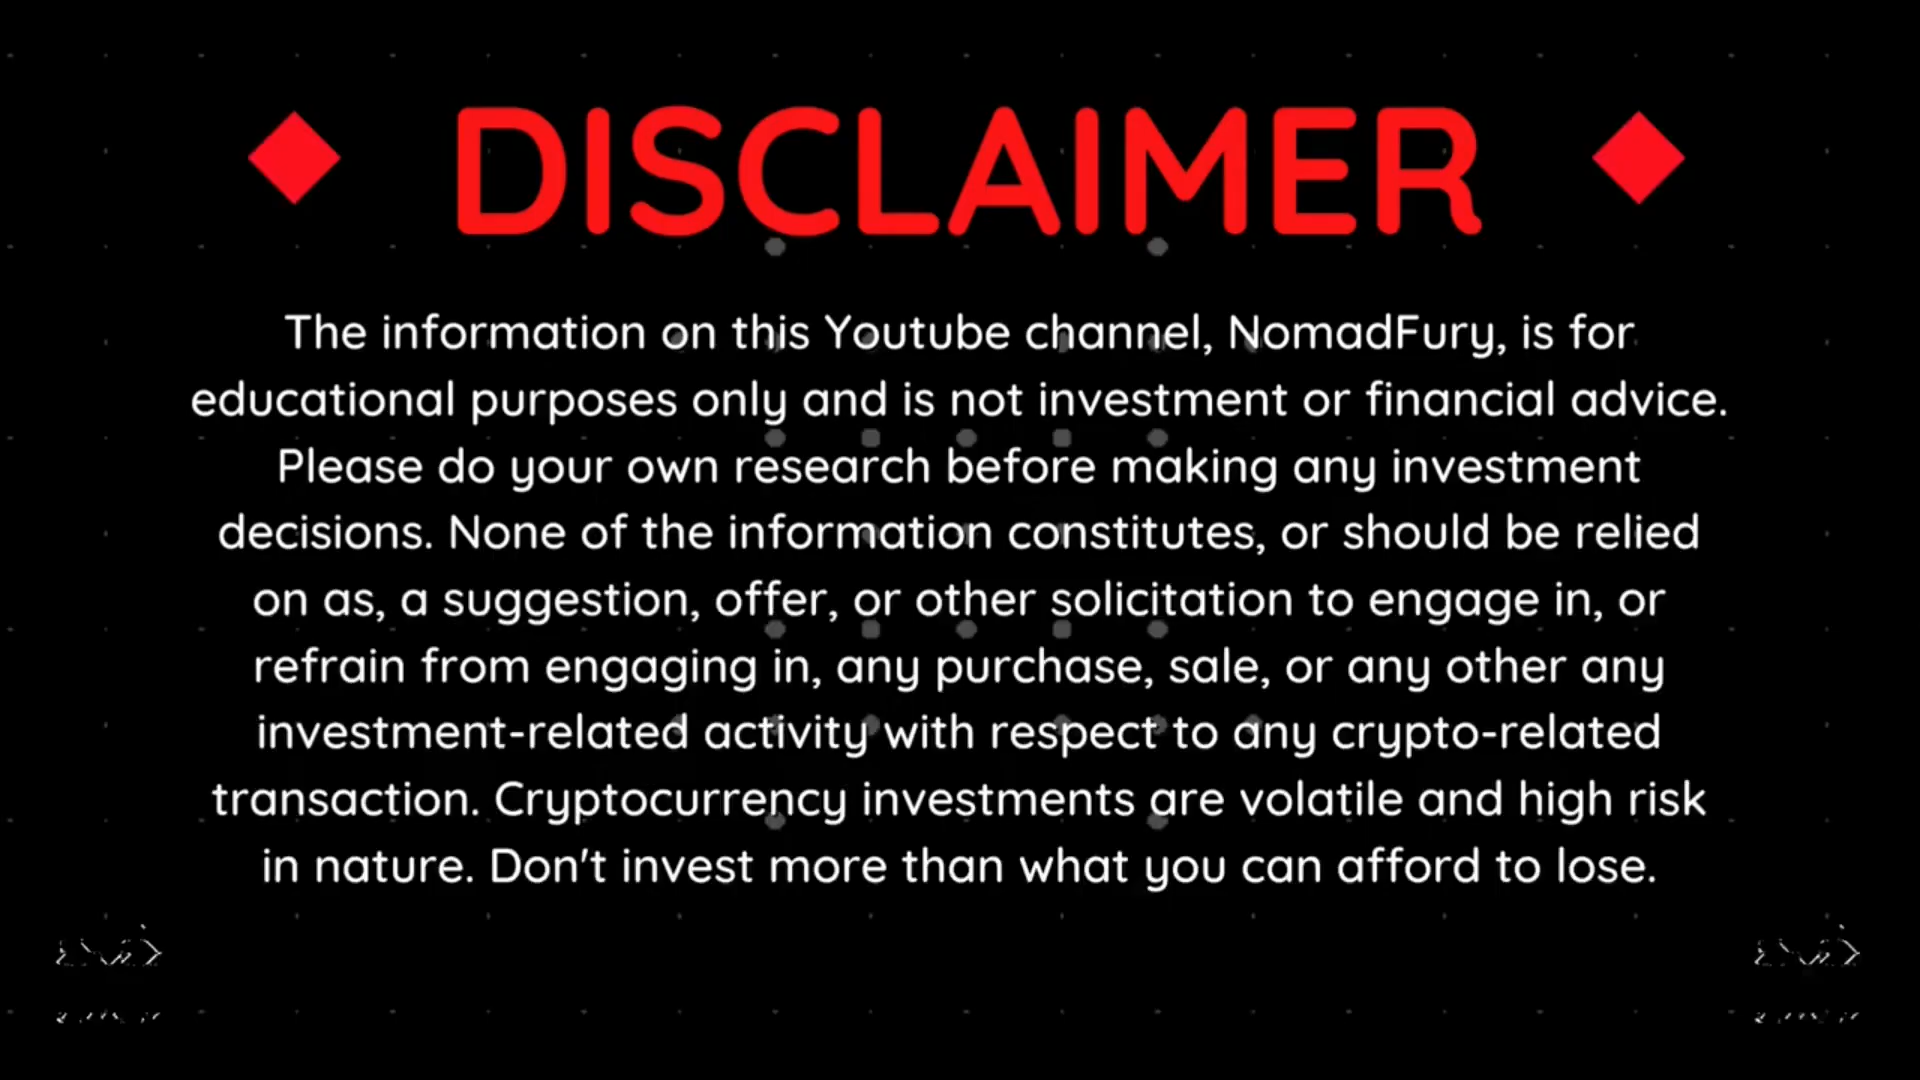 DISCLAIMER
The information on this Youtube channel, NomadFury, is for
educational purposes only and is not investment or financial advice.
Please do your own research before making any investment
decisions. None of the information constitutes, or should be relied
on as, a suggestion, offer, or other solicitation to engage in, or
refrain from engaging in, any purchase, sale, or any other any
investment-related activity with respect to any crypto-related
transaction. Cryptocurrency investments are volatile and high risk
in nature. Don't invest more than what you can afford to lose.